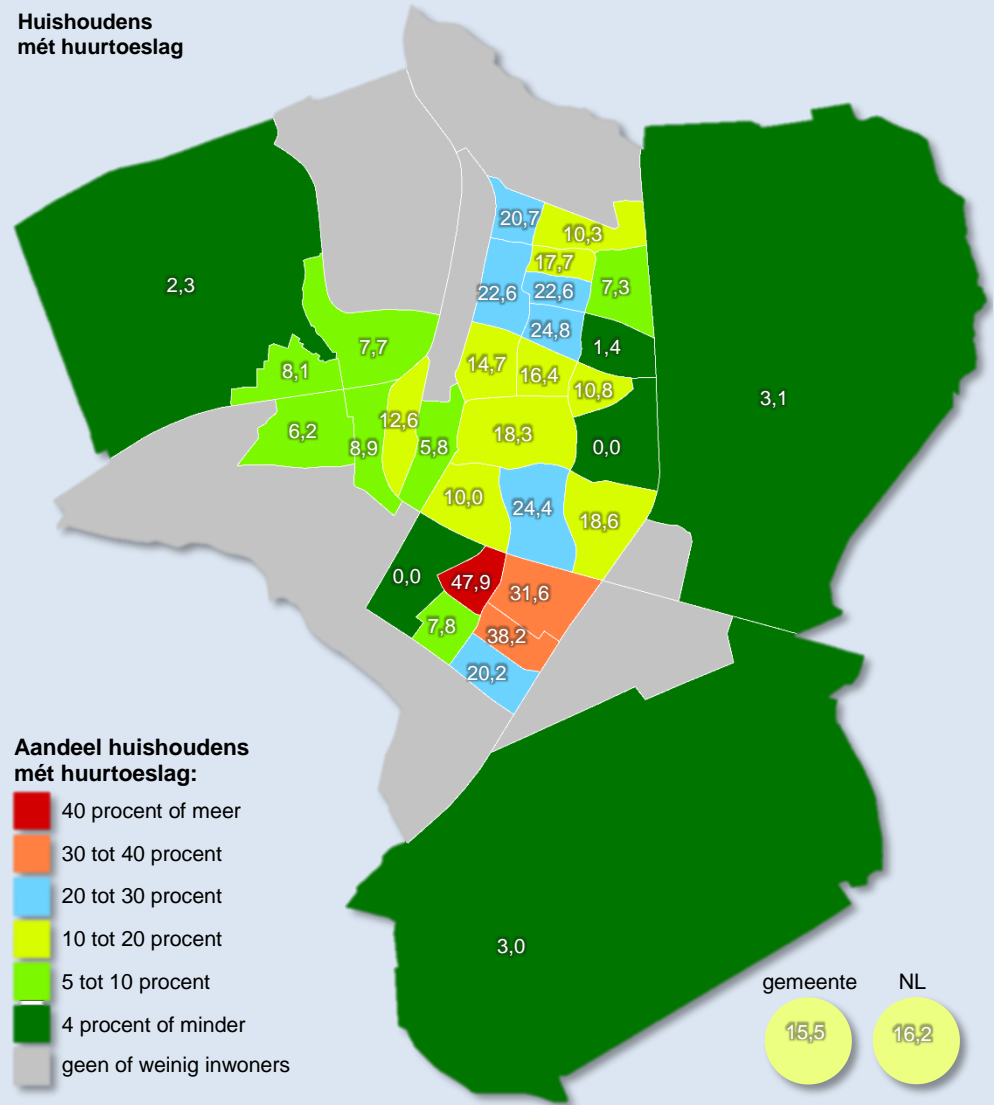 Huishoudens
mét huurtoeslag
20,7
10,3
17,7
2,3
22,6
22,6
7,3
24,8
7,7
1,4
14,7
16,4
8,1
10,8
3,1
12,6
6,2
18,3
8,9
5,8
0,0
10,0
24,4
18,6
0,0
47,9
31,6
7,8
38,2
20,2
Aandeel huishoudens
mét huurtoeslag:
40 procent of meer
30 tot 40 procent
20 tot 30 procent
10 tot 20 procent
5 tot 10 procent
4 procent of minder
geen of weinig inwoners
3,0
gemeente
NL
15,5
16,2